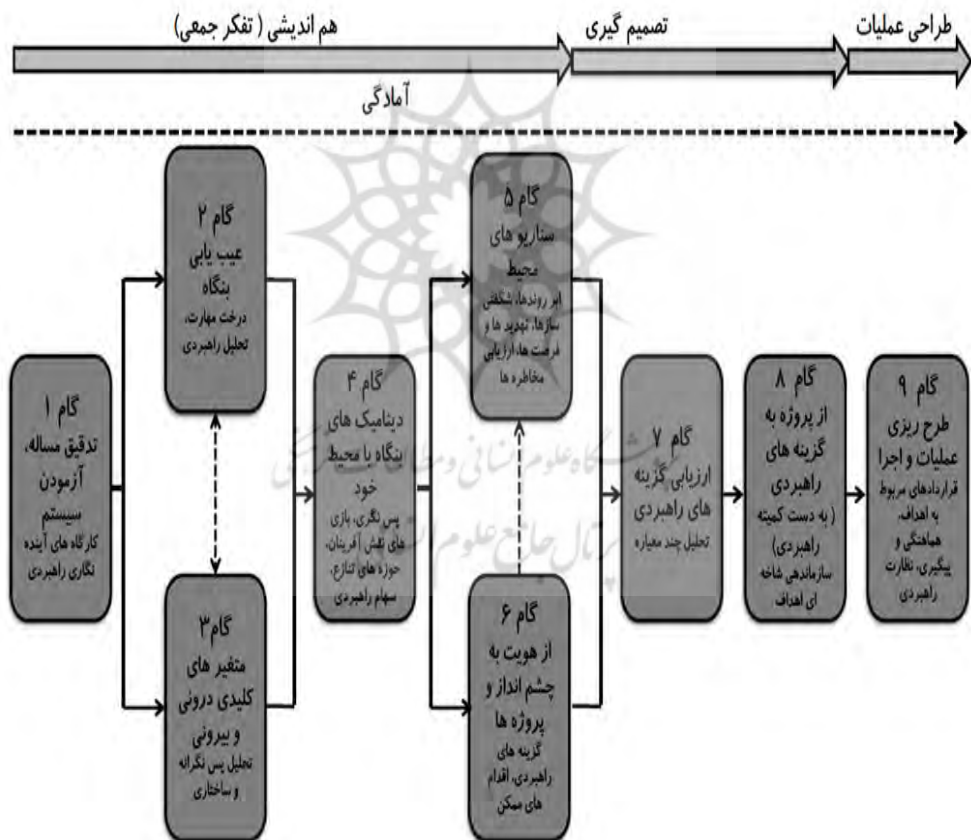 هم اندیشی ( تفکر جمعی)
تصمیم گیری
طراحی عملیات
آمادگی
گام ۱
تدقیق مساله،
آزمودن
سیستم
کارگاه های آینده
نگاری راهبردی
گام ۲
عیب یابی
بنگاه
درخت مهارت،
تحلیل راهبردی
گام۳
متغیر های
کلیدی درونی
و بیرونی
تحلیل پس نگرانه
و ساختاری
گام ۴
دینامیک های
بنگاه با محیط
خود
پس نگری، بازی
های نقش آفرینان،
حوزه های تنازع،
سهام راهبردی
گام ۵
سناریو های
محیط
ابر روندها، شگفتی
سازها، تهدید ها و
فرصت ها، ارزیابی
مخاطره ها
گام ۶
از هویت به
چشم انداز و
پروژه ها
گزینه های
راهبردی، اقدام
های ممکن
گام ۷
ارزیابی گزینه
های راهبردی
تحلیل چند معیاره
گام ۸
از پروژه به
گزینه های
راهبردی
( به دست کمیته
راهبردی)
سازماندهی شاخه
ای اهداف
گام ۹
طرح ریزی
عملیات و اجرا
قراردادهای مربوط
به اهداف،
هماهنگی و
پیگیری، نظارت
راهبردی
پرتال جامع علوم